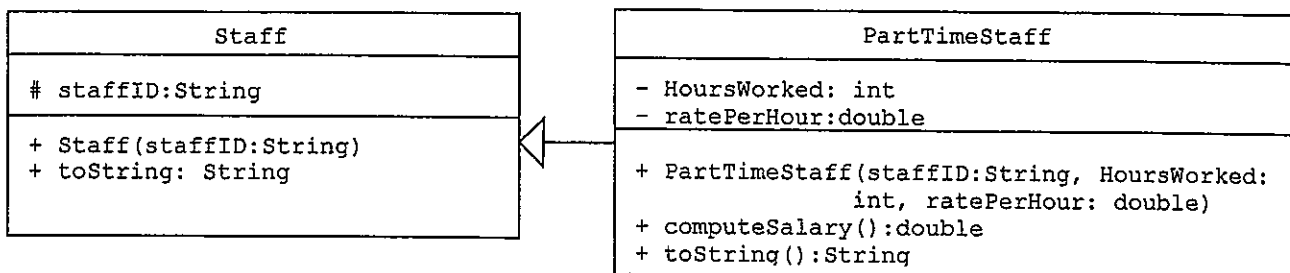 Staff
# staffID:String
+ Staff(staffID:String)
+ toString: String
PartTimeStaff
- HoursWorked: int
- ratePerHour:double
+ PartTimeStaff(staffID:String, HoursWorked:
int, ratePerHour: double)
+ computeSalary():double
+ toString():String